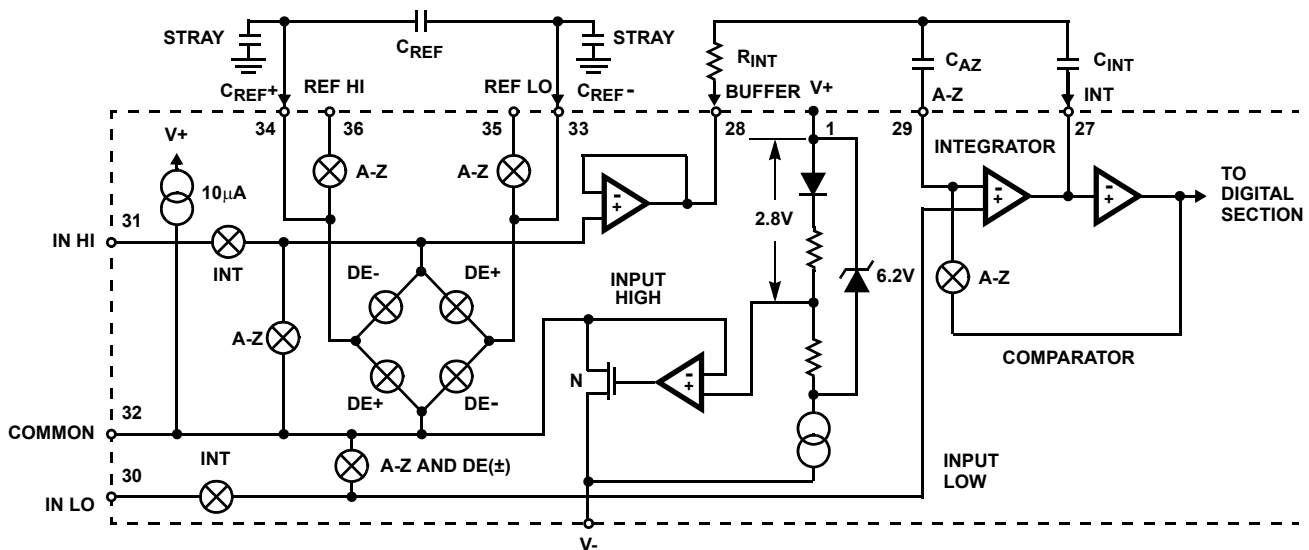 STRAY
CREF
STRAY
RINT
CAZ
CINT
CREF+
REF HI
REF LO
CREF-
BUFFER
V+
A-Z
INT
34
36
35
33
28
1
29
27
V+
10µA
A-Z
A-Z
INTEGRATOR
-
+
-
+
-
+
TO
DIGITAL
SECTION
2.8V
31
IN HI
INT
DE-
DE+
INPUT
HIGH
6.2V
A-Z
A-Z
COMPARATOR
N
-
+
DE+
DE-
32
COMMON
INT
A-Z AND DE(±)
30
IN LO
INPUT
LOW
V-